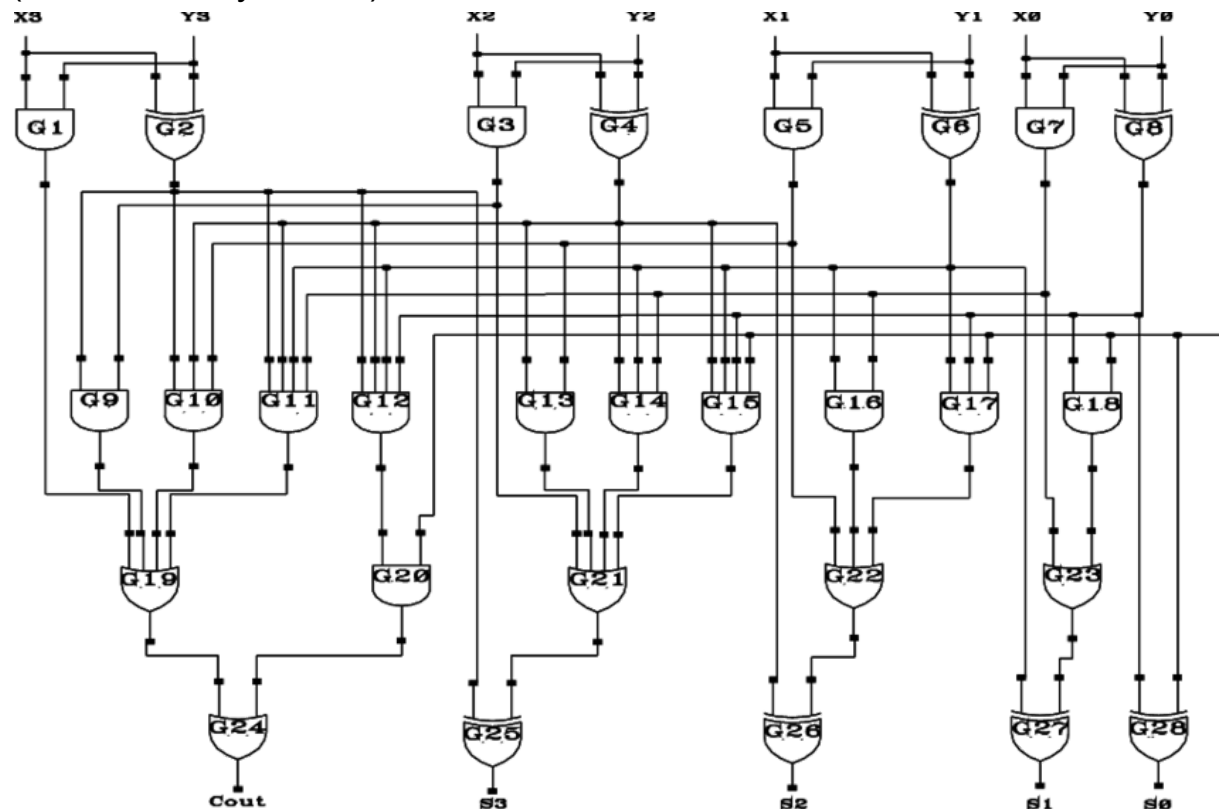 X3 Y3 X2 Y2 X1 Y1 X0 Y0
G1 G2 G3 G4 G5 G6 G7 G8
G9 G10 G11 G12 G13 G14 G15 G16 G17 G18
G19 G20 G21 G22 G23
G24 G25 G26 G27 G28
Cout S3 S2 S1 S0